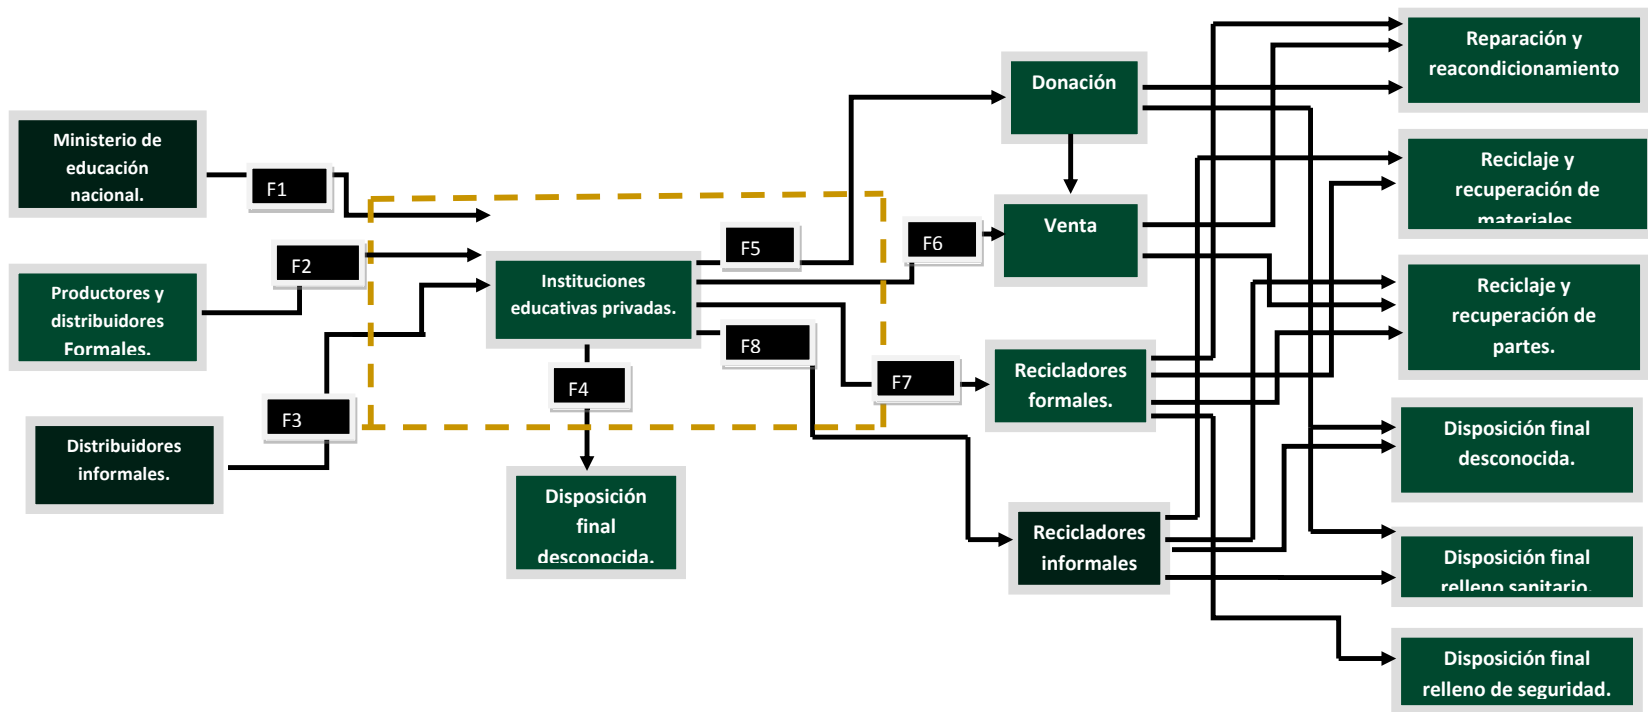 Ministerio de
educación
nacional.
F1
Productores y
distribuidores
Formales.
F2
Distribuidores
informales.
F3
Instituciones
educativas privadas.
F4
Disposición
final
desconocida.
F5
F6
F8
F7
Donación
Venta
Recicladores
formales.
Recicladores
informales
Reparación y
reacondicionamiento
Reciclaje y
recuperación de
materiales
Reciclaje y
recuperación de
partes.
Disposición final
desconocida.
Disposición final
relleno sanitario.
Disposición final
relleno de seguridad.